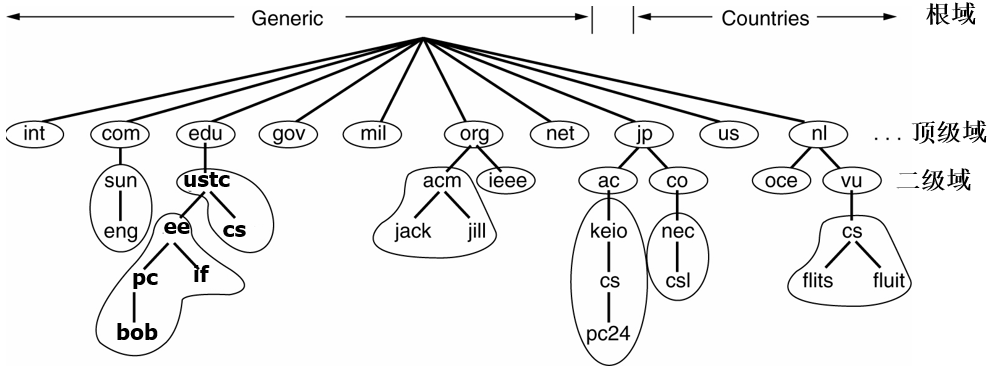 Generic Countries 根域
int com edu gov mil org net jp us nl ... 顶级域
sun ustc acm ieee ac co oce vu 二级域
eng ee cs jack jill keio nec cs
pc if cs csl flits fluit
bob pc24